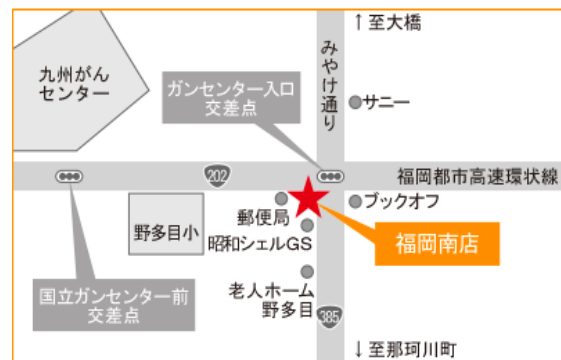 ↑至大橋
九州がん
センター
ガンセンター入口
交差点
みやけ通り
サニー
202
福岡都市高速環状線
郵便局
ブックオフ
野多目小
昭和シェルGS
福岡南店
国立ガンセンター前
交差点
老人ホーム
野多目
385
↓至那珂川町